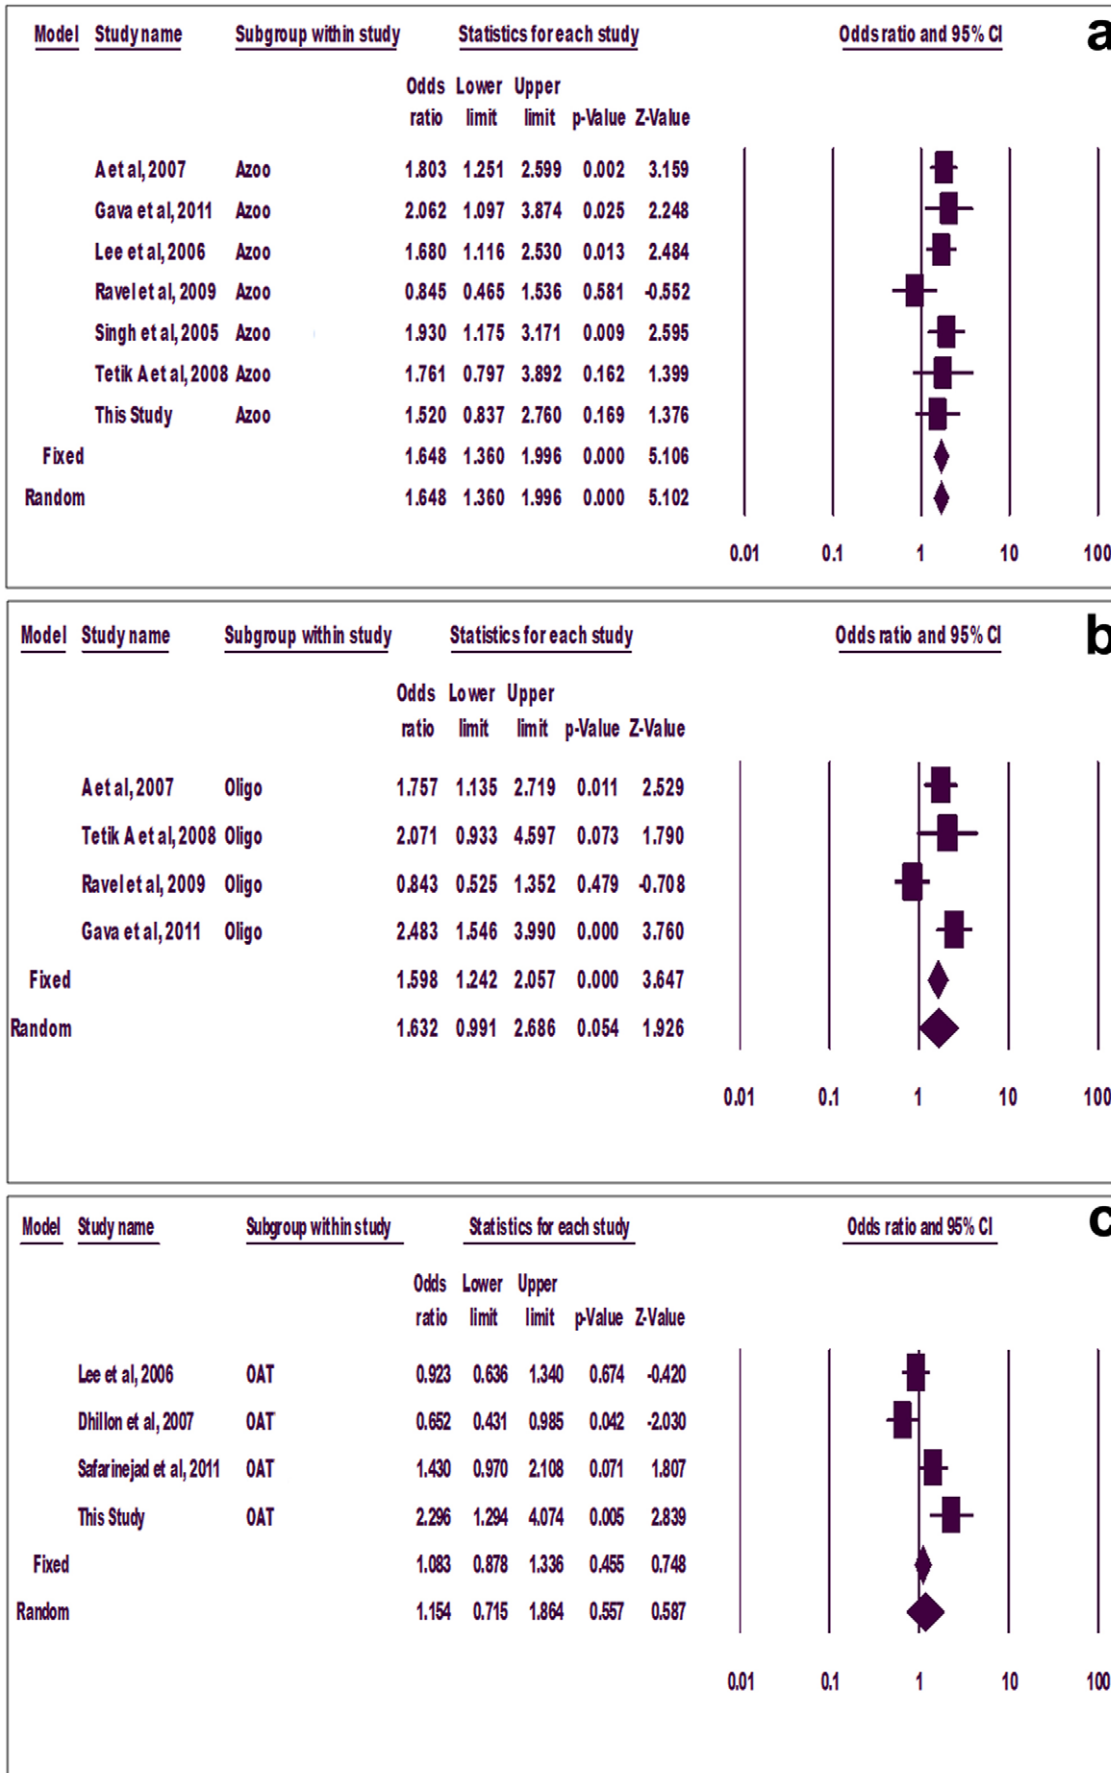 Model Study name Subgroup within study Statistics for each study Odds ratio and 95% CI a
Odds Lower Upper
ratio limit limit p-Value Z-Value
A et al, 2007 Azoo 1.803 1.251 2.599 0.002 3.159
Gava et al, 2011 Azoo 2.062 1.097 3.874 0.025 2.248
Lee et al, 2006 Azoo 1.680 1.116 2.530 0.013 2.484
Ravel et al, 2009 Azoo 0.845 0.465 1.536 0.581 -0.552
Singh et al, 2005 Azoo 1.930 1.175 3.171 0.009 2.595
Tetik A et al, 2008 Azoo 1.761 0.797 3.892 0.162 1.399
This Study Azoo 1.520 0.837 2.760 0.169 1.376
Fixed 1.648 1.360 1.996 0.000 5.106
Random 1.648 1.360 1.996 0.000 5.102
0.01 0.1 1 10 100
Model Study name Subgroup within study Statistics for each study Odds ratio and 95% CI b
Odds Lower Upper
ratio limit limit p-Value Z-Value
A et al, 2007 Oligo 1.757 1.135 2.719 0.011 2.529
Tetik A et al, 2008 Oligo 2.071 0.933 4.597 0.073 1.790
Ravel et al, 2009 Oligo 0.843 0.525 1.352 0.479 -0.708
Gava et al, 2011 Oligo 2.483 1.546 3.990 0.000 3.760
Fixed 1.598 1.242 2.057 0.000 3.647
Random 1.632 0.991 2.686 0.054 1.926
0.01 0.1 1 10 100
Model Study name Subgroup within study Statistics for each study Odds ratio and 95% CI c
Odds Lower Upper
ratio limit limit p-Value Z-Value
Lee et al, 2006 OAT 0.923 0.636 1.340 0.674 -0.420
Dhillon et al, 2007 OAT 0.652 0.431 0.985 0.042 -2.030
Safarinejad et al, 2011 OAT 1.430 0.970 2.108 0.071 1.807
This Study OAT 2.296 1.294 4.074 0.005 2.839
Fixed 1.083 0.878 1.336 0.455 0.748
Random 1.154 0.715 1.864 0.557 0.587
0.01 0.1 1 10 100